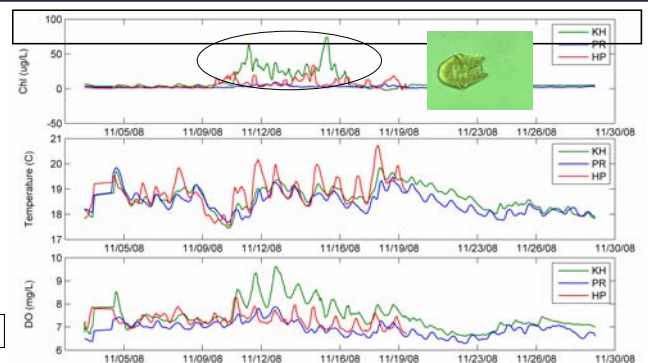 100
50
0
-50
Chl (ug/L)
KH
PR
HP
11/05/08 11/09/08 11/12/08 11/16/08 11/19/08 11/23/08 11/26/08 11/30/08
21
20
19
18
17
Temperature (C)
KH
PR
HP
11/05/08 11/09/08 11/12/08 11/16/08 11/19/08 11/23/08 11/26/08 11/30/08
10
9
8
7
6
DO (mg/L)
KH
PR
HP
11/05/08 11/09/08 11/12/08 11/16/08 11/19/08 11/23/08 11/26/08 11/30/08